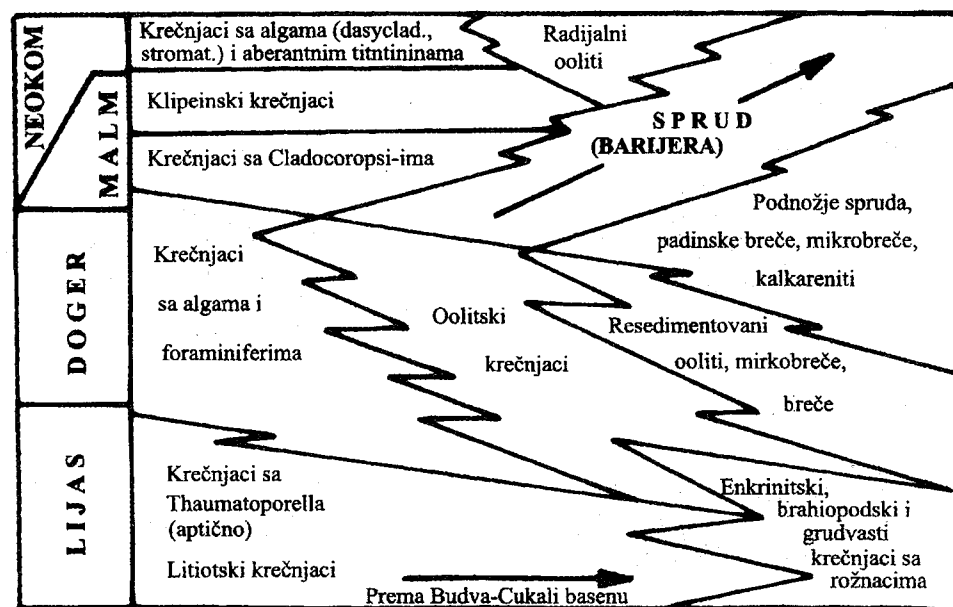 NEOKOM
MALM
DOGER
LIJAS
Krečnjaci sa algama (dasyclad.,
stromat.) i aberantnim titntininama
Klipeinski krečnjaci
Krečnjaci sa Cladocoropsi-ima
Radijalni
ooliti
SPRUD
(BARIJERA)
Krečnjaci
sa algama i
foraminiferima
Oolitski
krečnjaci
Podnožje spruda,
padinske breče, mikrobreče,
kalkareniti
Resedimentovani
ooliti, mirkobreče,
breče
Krečnjaci sa
Thaumatoporella
(aptično)
Litiotski krečnjaci
Enkrinitski,
brahiopodski i
grudvasti
krečnjaci sa
rožnacima
Prema Budva-Cukali basenu